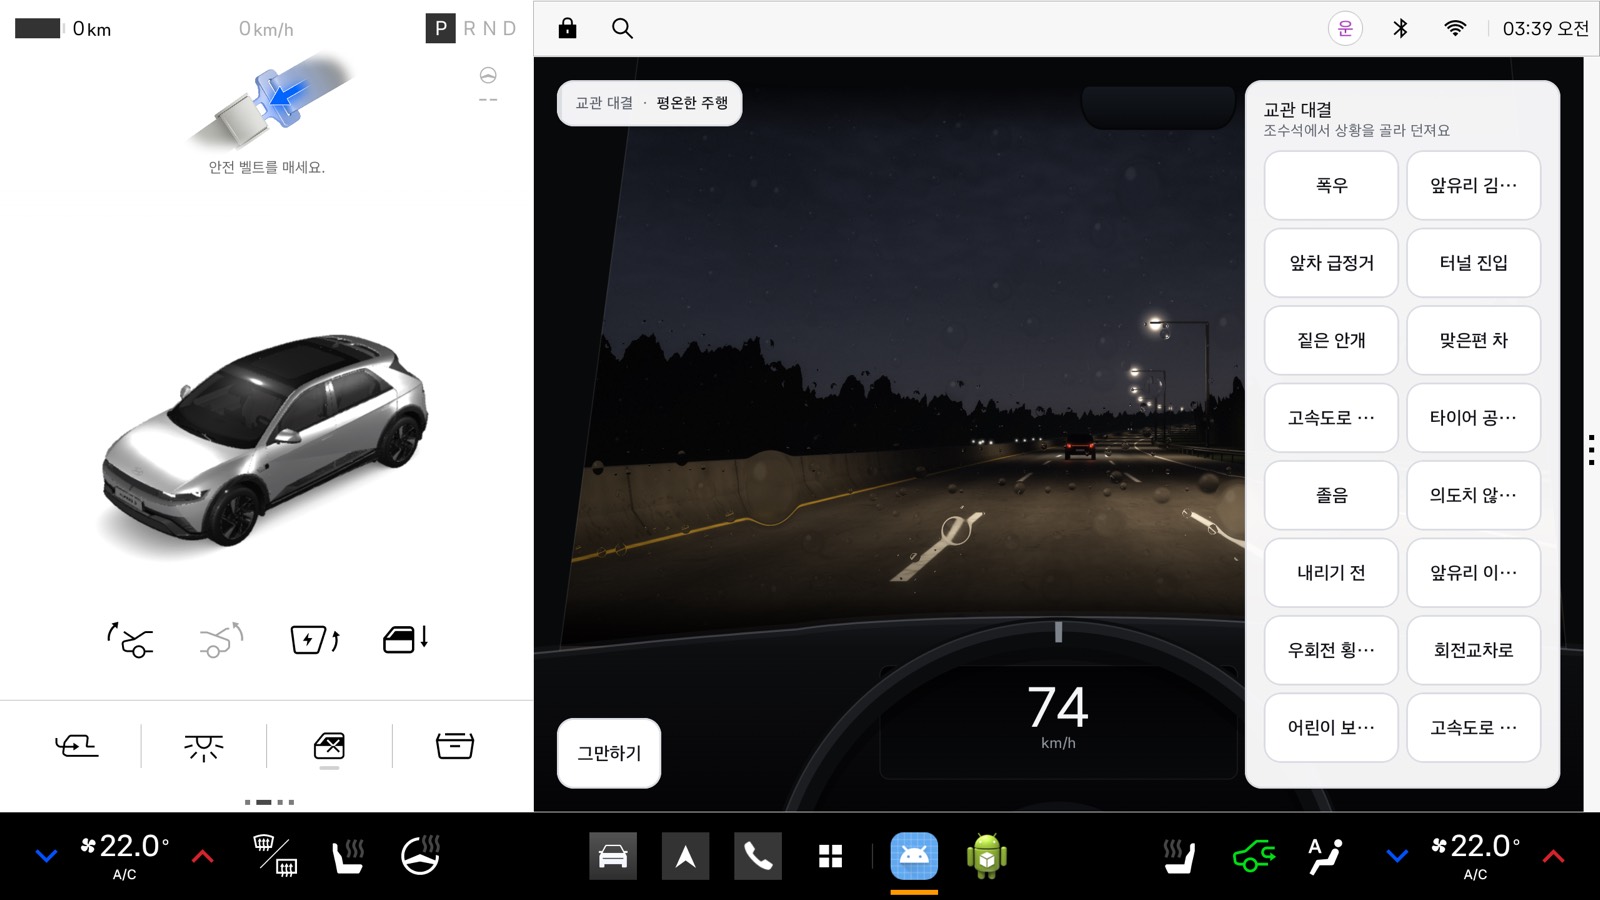 0 km
0 km/h
P R N D
--
안전 벨트를 매세요.
운
03:39 오전
교관 대결 · 평온한 주행
교관 대결
조수석에서 상황을 골라 던져요
폭우
앞유리 김…
앞차 급정거
터널 진입
짙은 안개
맞은편 차
고속도로 …
타이어 공…
졸음
의도치 않…
내리기 전
앞유리 이…
우회전 횡…
회전교차로
어린이 보…
고속도로 …
74
km/h
그만하기
22.0°
A/C
A
22.0°
A/C